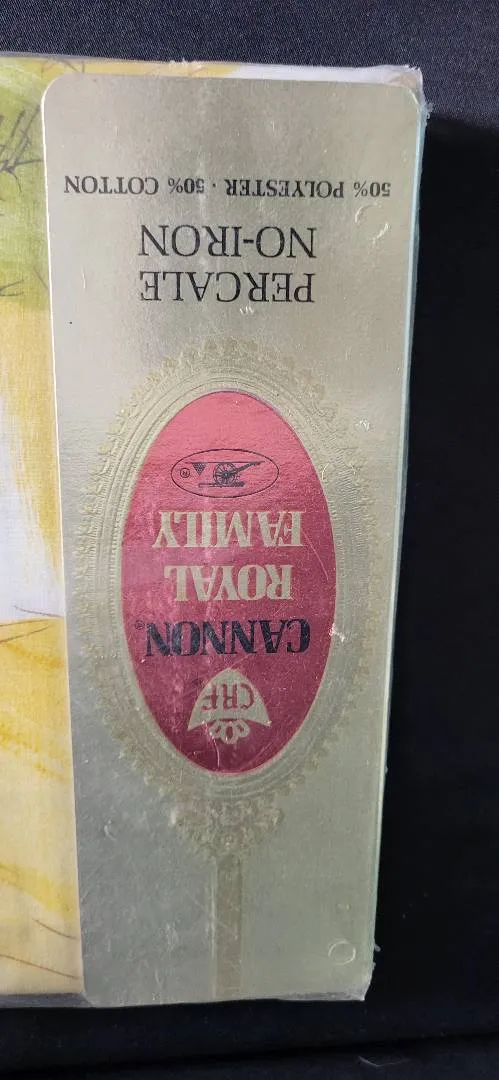 CRF
CANNON®
ROYAL
FAMILY
PERCALE
NO-IRON
50% POLYESTER · 50% COTTON